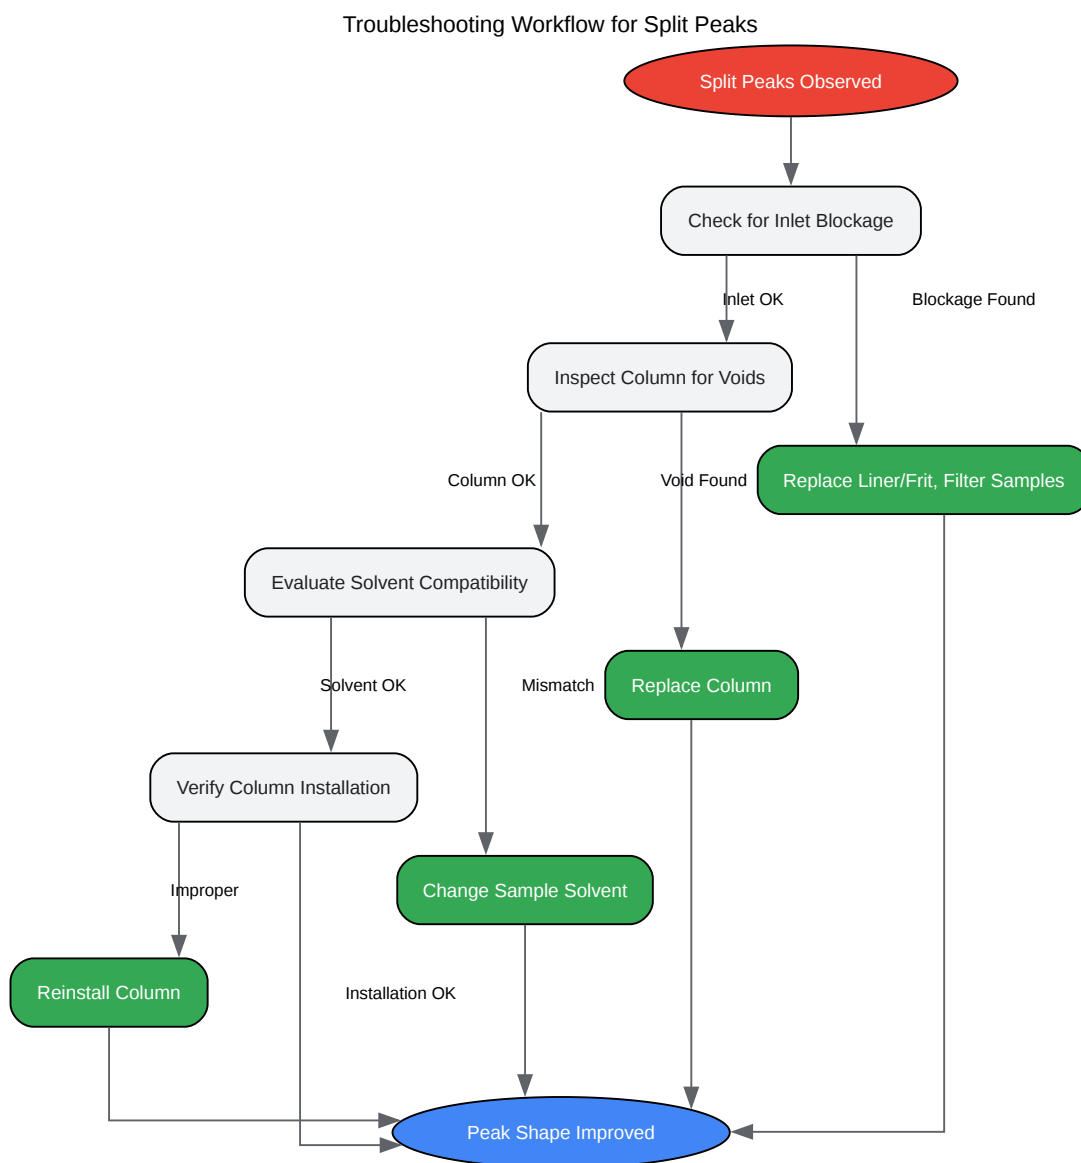 Troubleshooting Workflow for Split Peaks
Split Peaks Observed
Check for Inlet Blockage
Inlet OK
Blockage Found
Inspect Column for Voids
Column OK
Void Found
Replace Liner/Frit, Filter Samples
Evaluate Solvent Compatibility
Solvent OK
Mismatch
Replace Column
Verify Column Installation
Improper
Change Sample Solvent
Reinstall Column
Installation OK
Peak Shape Improved